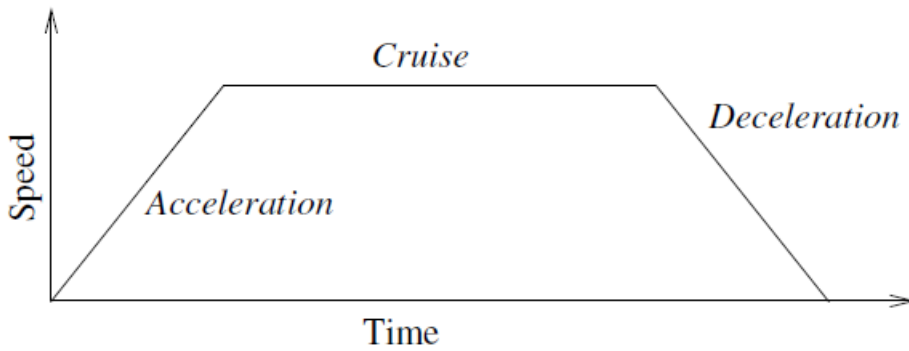 Cruise
Deceleration
Speed
Acceleration
Time